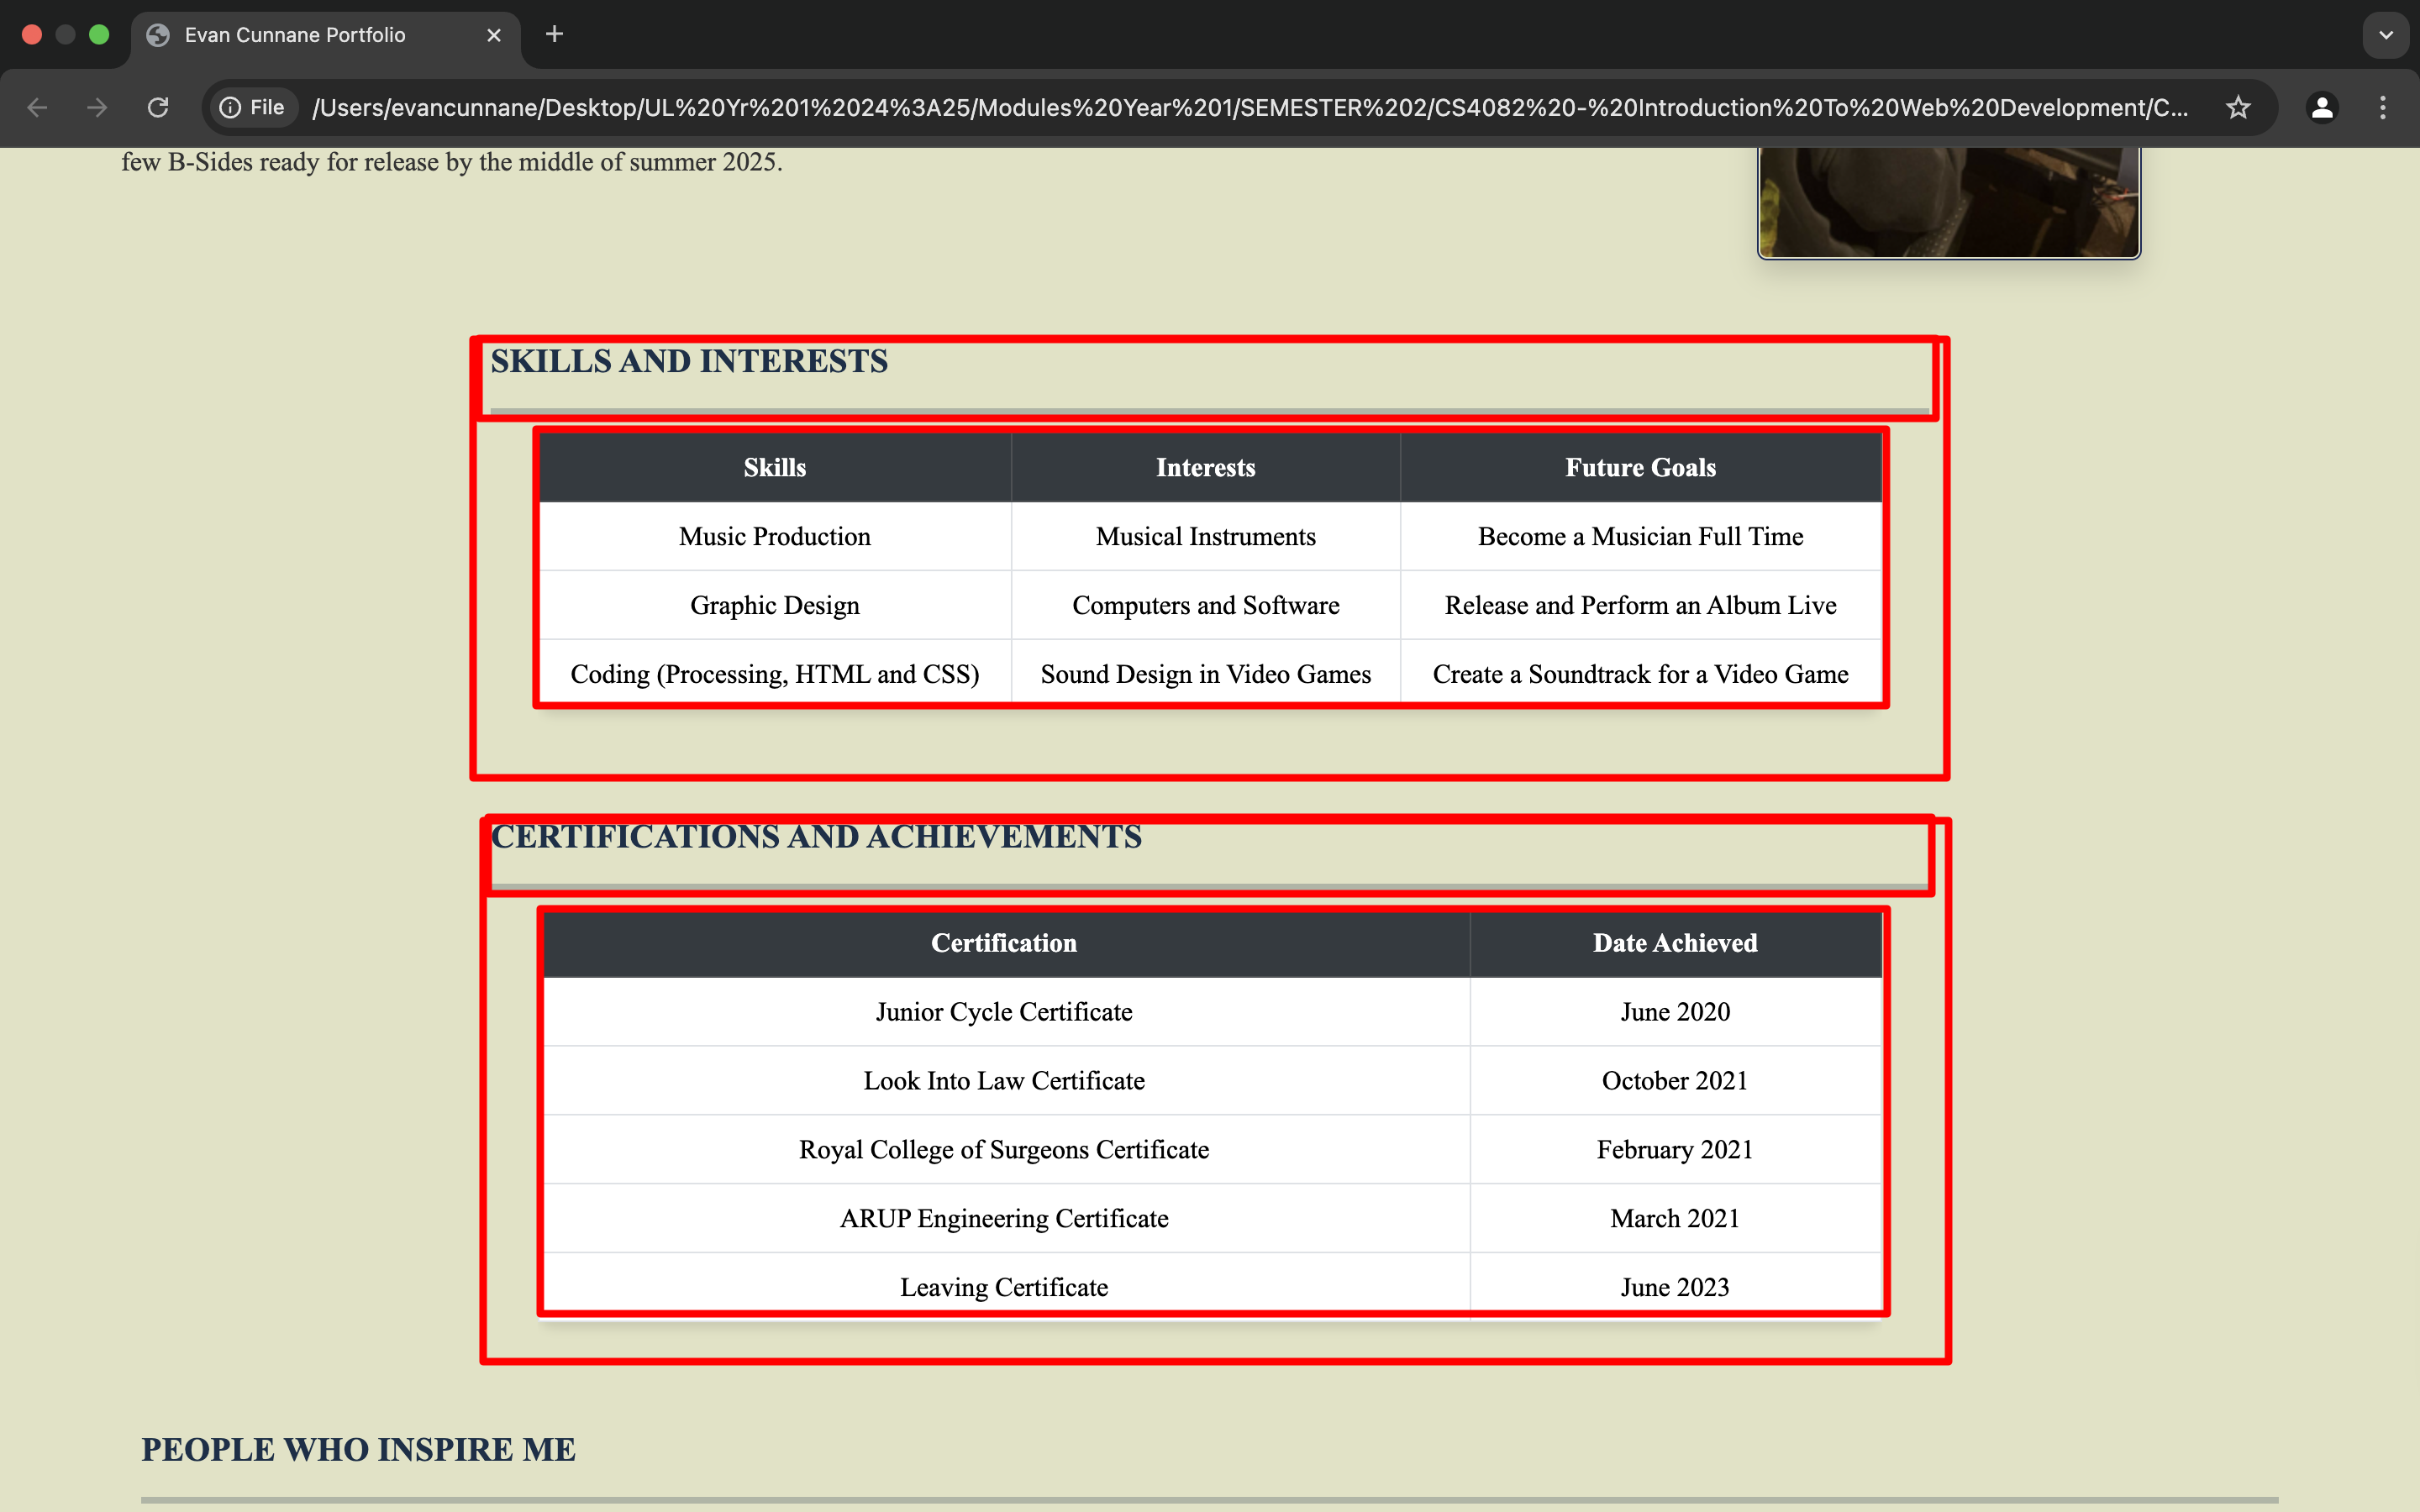 Evan Cunnane Portfolio
File /Users/evancunnane/Desktop/UL%20Yr%201%2024%3A25/Modules%20Year%201/SEMESTER%202/CS4082%20-%20Introduction%20To%20Web%20Development/C...
few B-Sides ready for release by the middle of summer 2025.
SKILLS AND INTERESTS
Skills Interests Future Goals
Music Production Musical Instruments Become a Musician Full Time
Graphic Design Computers and Software Release and Perform an Album Live
Coding (Processing, HTML and CSS) Sound Design in Video Games Create a Soundtrack for a Video Game
CERTIFICATIONS AND ACHIEVEMENTS
Certification Date Achieved
Junior Cycle Certificate June 2020
Look Into Law Certificate October 2021
Royal College of Surgeons Certificate February 2021
ARUP Engineering Certificate March 2021
Leaving Certificate June 2023
PEOPLE WHO INSPIRE ME